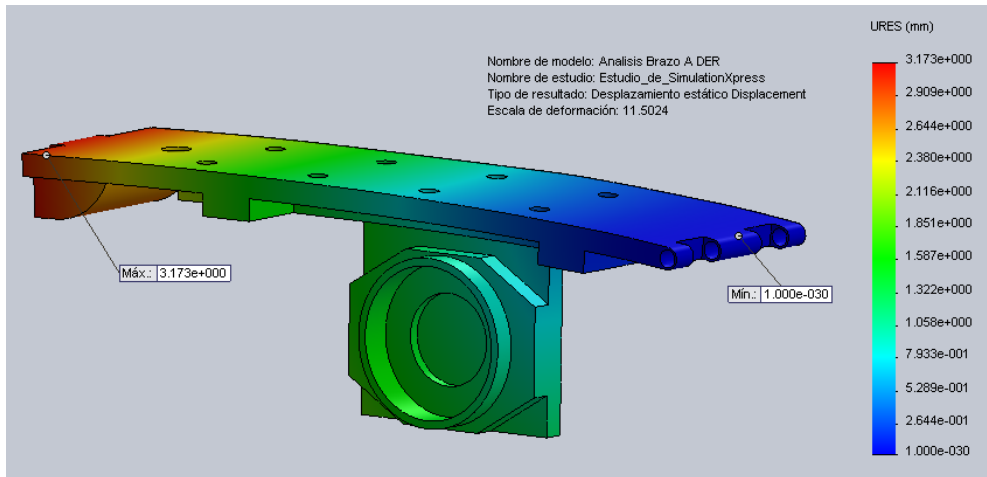 URES (mm)
Nombre de modelo: Analisis Brazo A DER
Nombre de estudio: Estudio_de_SimulationXpress
Tipo de resultado: Desplazamiento estático Displacement
Escala de deformación: 11.5024
3.173e+000
2.909e+000
2.644e+000
2.380e+000
2.116e+000
1.851e+000
1.587e+000
1.322e+000
1.058e+000
7.933e-001
5.289e-001
2.644e-001
1.000e-030
Máx.: 3.173e+000
Mín.: 1.000e-030